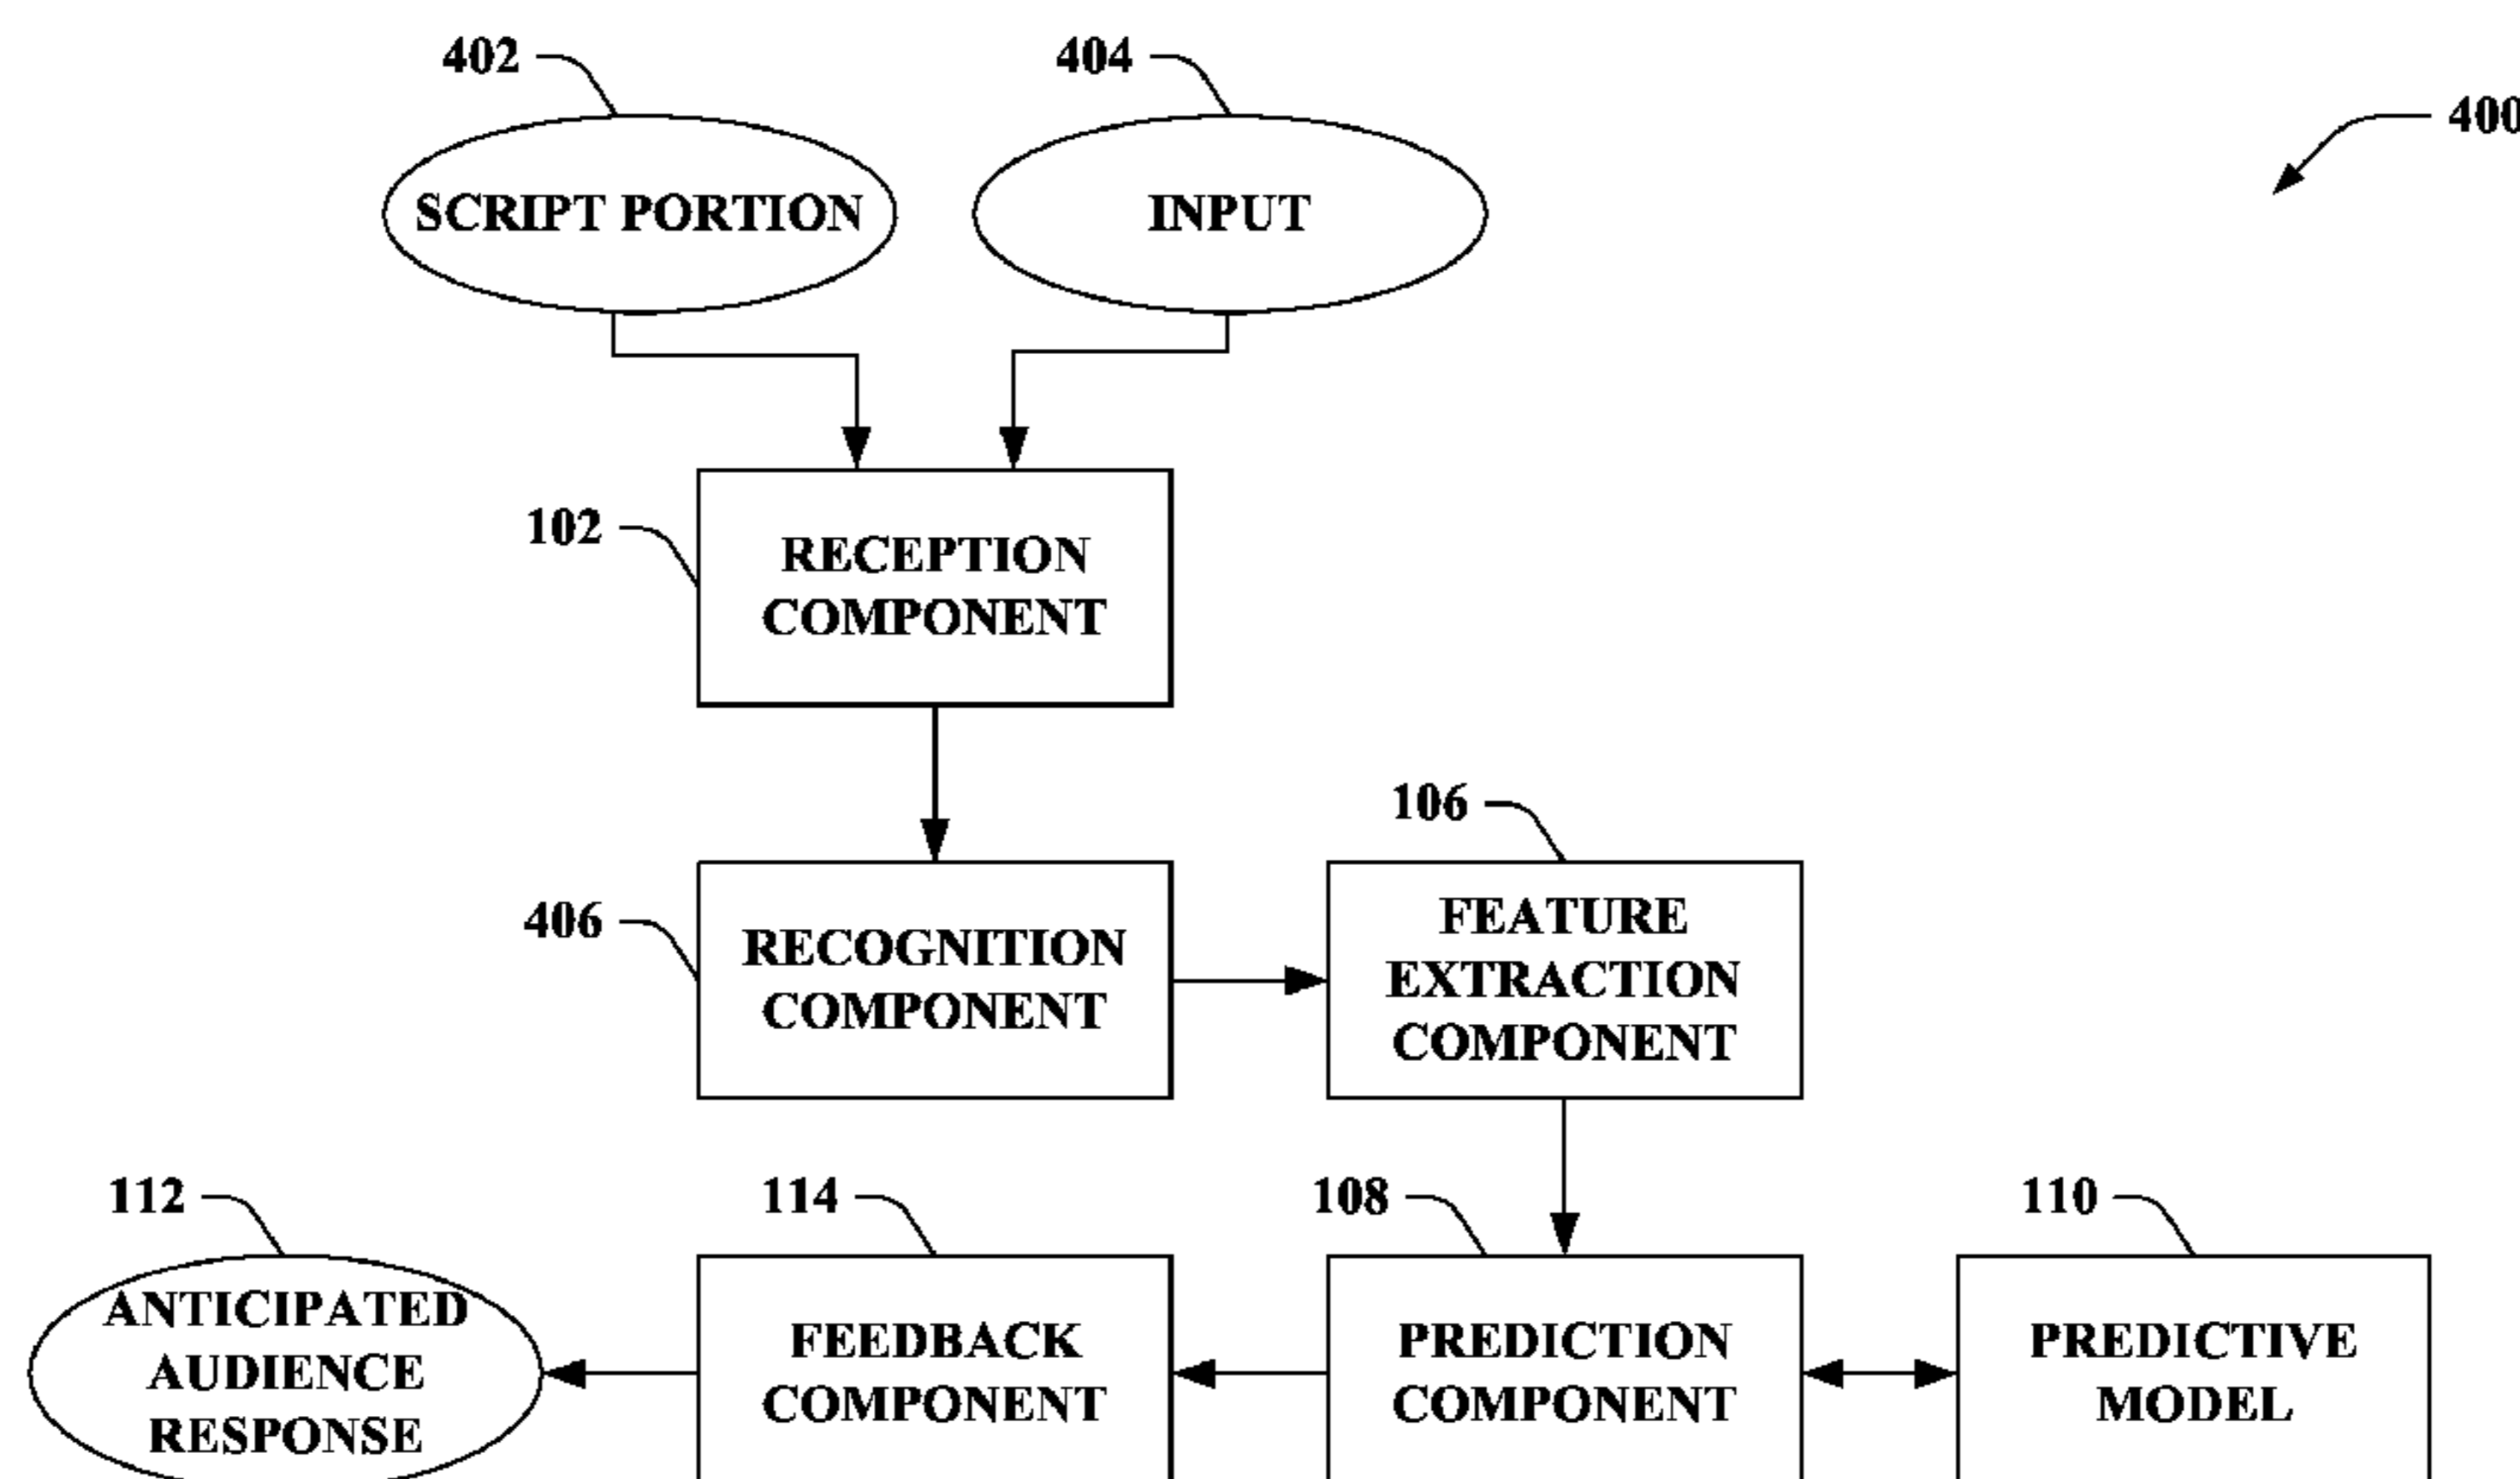 402
404
400
SCRIPT PORTION
INPUT
102
RECEPTION
COMPONENT
106
406
RECOGNITION
COMPONENT
FEATURE
EXTRACTION
COMPONENT
112
114
108
110
ANTICIPATED
AUDIENCE
RESPONSE
FEEDBACK
COMPONENT
PREDICTION
COMPONENT
PREDICTIVE
MODEL